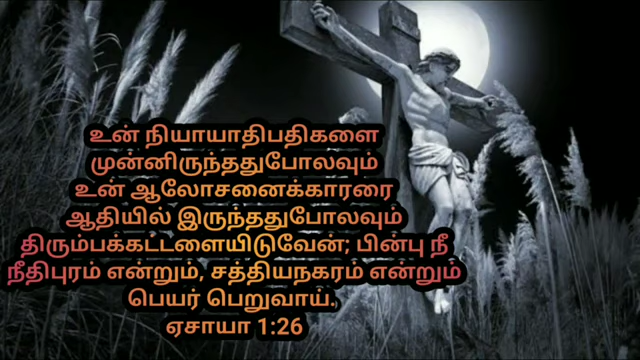 உன் நியாயாதிபதிகளை
முன்னிருந்ததுபோலவும்
உன் ஆலோசனைக்காரரை
ஆதியில் இருந்ததுபோலவும்
திரும்பக்கட்டளையிடுவேன்; பின்பு நீ
நீதிபுரம் என்றும், சத்தியநகரம் என்றும்
பெயர் பெறுவாய்.
ஏசாயா 1:26